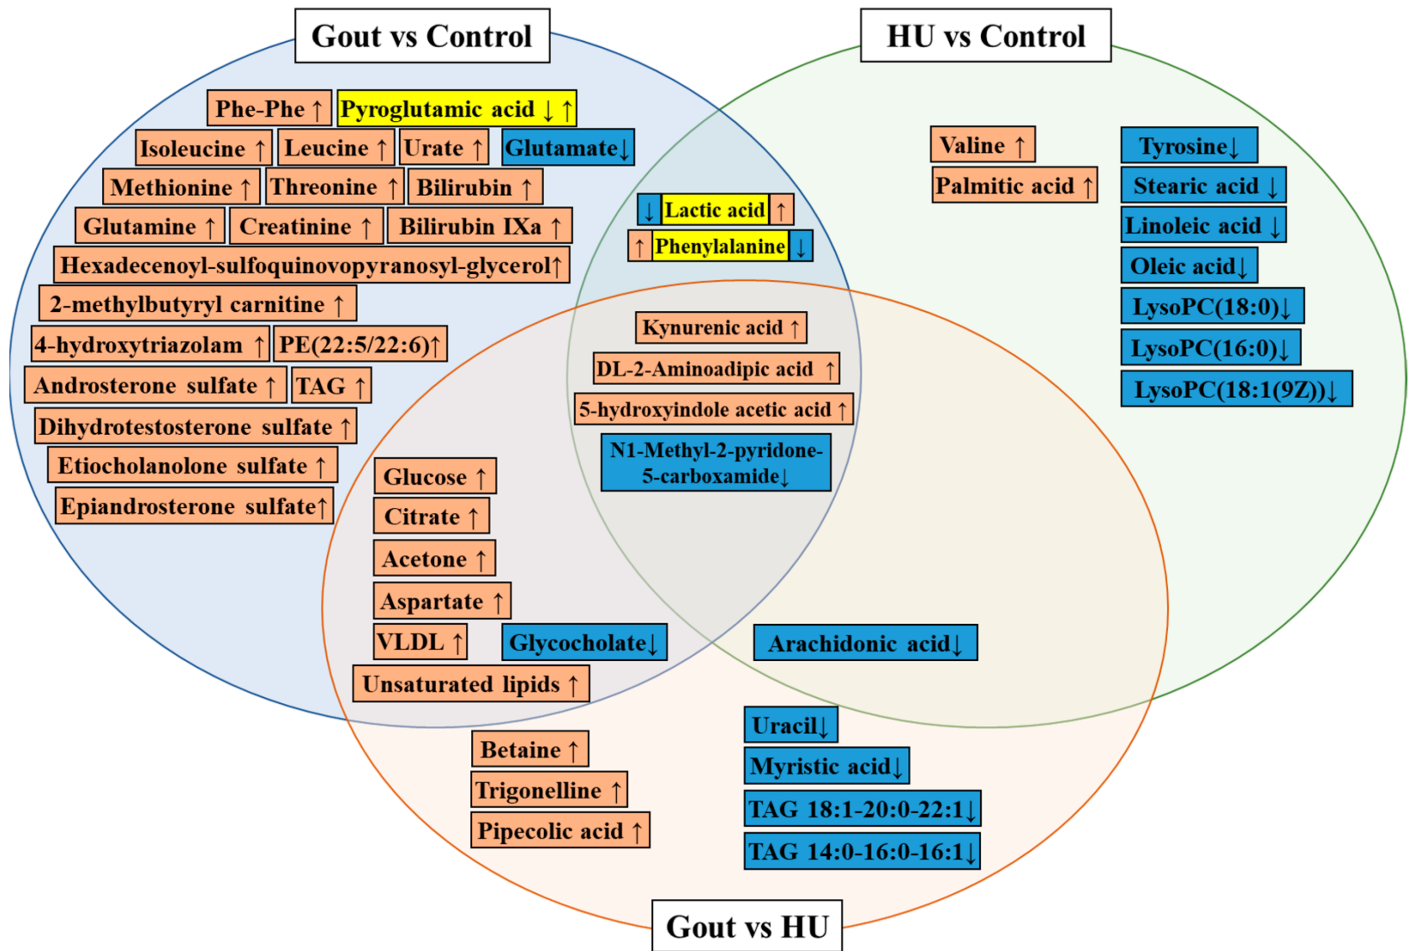 Gout vs Control
HU vs Control
Phe-Phe ↑
Pyroglutamic acid ↓ ↑
Isoleucine ↑
Leucine ↑
Urate ↑
Glutamate↓
Methionine ↑
Threonine ↑
Bilirubin ↑
Glutamine ↑
Creatinine ↑
Bilirubin IXa ↑
Hexadecenoyl-sulfoquinovopyranosyl-glycerol↑
2-methylbutyryl carnitine ↑
4-hydroxytriazolam ↑
PE(22:5/22:6)↑
Androsterone sulfate ↑
TAG ↑
Dihydrotestosterone sulfate ↑
Etiocholanolone sulfate ↑
Epiandrosterone sulfate↑
↓ Lactic acid ↑
↑ Phenylalanine ↓
Valine ↑
Palmitic acid ↑
Tyrosine↓
Stearic acid ↓
Linoleic acid ↓
Oleic acid↓
LysoPC(18:0)↓
LysoPC(16:0)↓
LysoPC(18:1(9Z))↓
Kynurenic acid ↑
DL-2-Aminoadipic acid ↑
5-hydroxyindole acetic acid ↑
N1-Methyl-2-pyridone-
5-carboxamide↓
Glucose ↑
Citrate ↑
Acetone ↑
Aspartate ↑
VLDL ↑
Glycocholate↓
Unsaturated lipids ↑
Arachidonic acid↓
Betaine ↑
Trigonelline ↑
Pipecolic acid ↑
Uracil↓
Myristic acid↓
TAG 18:1-20:0-22:1↓
TAG 14:0-16:0-16:1↓
Gout vs HU